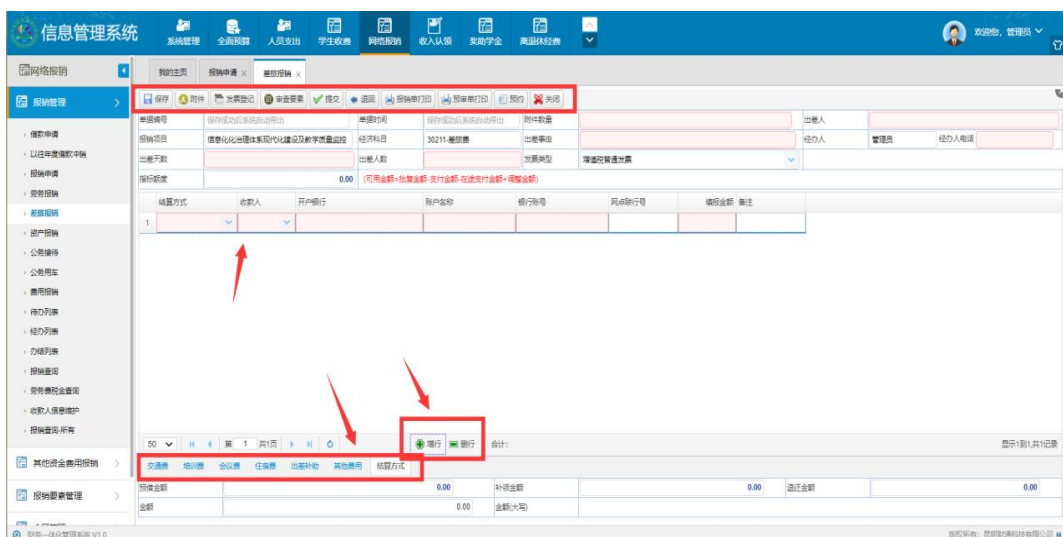 信息管理系统
系统管理 全面预算 人员支出 学生收费 网络报销 收入认领 奖助学金 离退休经费
欢迎您，管理员
网络报销
我的主页 报销申请 × 差旅报销 ×
报销管理
保存 附件 发票登记 审查要素 提交 退回 报销单打印 预审单打印 预约 关闭
单据编号 保存成功后系统自动带出 单据时间 保存成功后系统自动带出 附件数量 出差人
报销项目 信息化化治理体系现代化建设及教学质量监控 经济科目 30211-差旅费 出差事由 经办人 管理员 经办人电话
出差天数 出差人数 发票类型 增值税普通发票
指标额度 0.00 (可用金额=批复金额-支付金额-在途支付金额+调整金额)
结算方式 收款人 开户银行 账户名称 银行账号 网点联行号 填报金额 备注
1
借款申请
以往年度借款冲销
报销申请
劳务报销
差旅报销
资产报销
公务接待
公务用车
费用报销
待办列表
经办列表
办结列表
报销查询
劳务费税金查询
收款人信息维护
报销查询-所有
50 第 1 共1页 增行 删行 合计: 显示1到1,共1记录
其他资金费用报销
交通费 培训费 会议费 住宿费 出差补助 其他费用 结算方式
报销要素管理
预借金额 0.00 补领金额 0.00 退还金额 0.00
金额 0.00 金额(大写)
财务一体化管理系统 V1.0